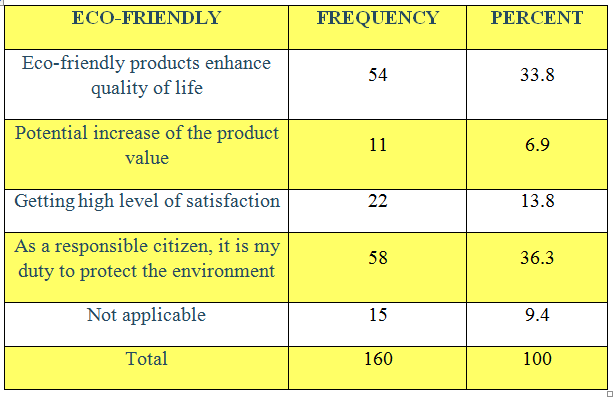 ECO-FRIENDLY FREQUENCY PERCENT
Eco-friendly products enhance
quality of life 54 33.8
Potential increase of the product
value 11 6.9
Getting high level of satisfaction 22 13.8
As a responsible citizen, it is my
duty to protect the environment 58 36.3
Not applicable 15 9.4
Total 160 100